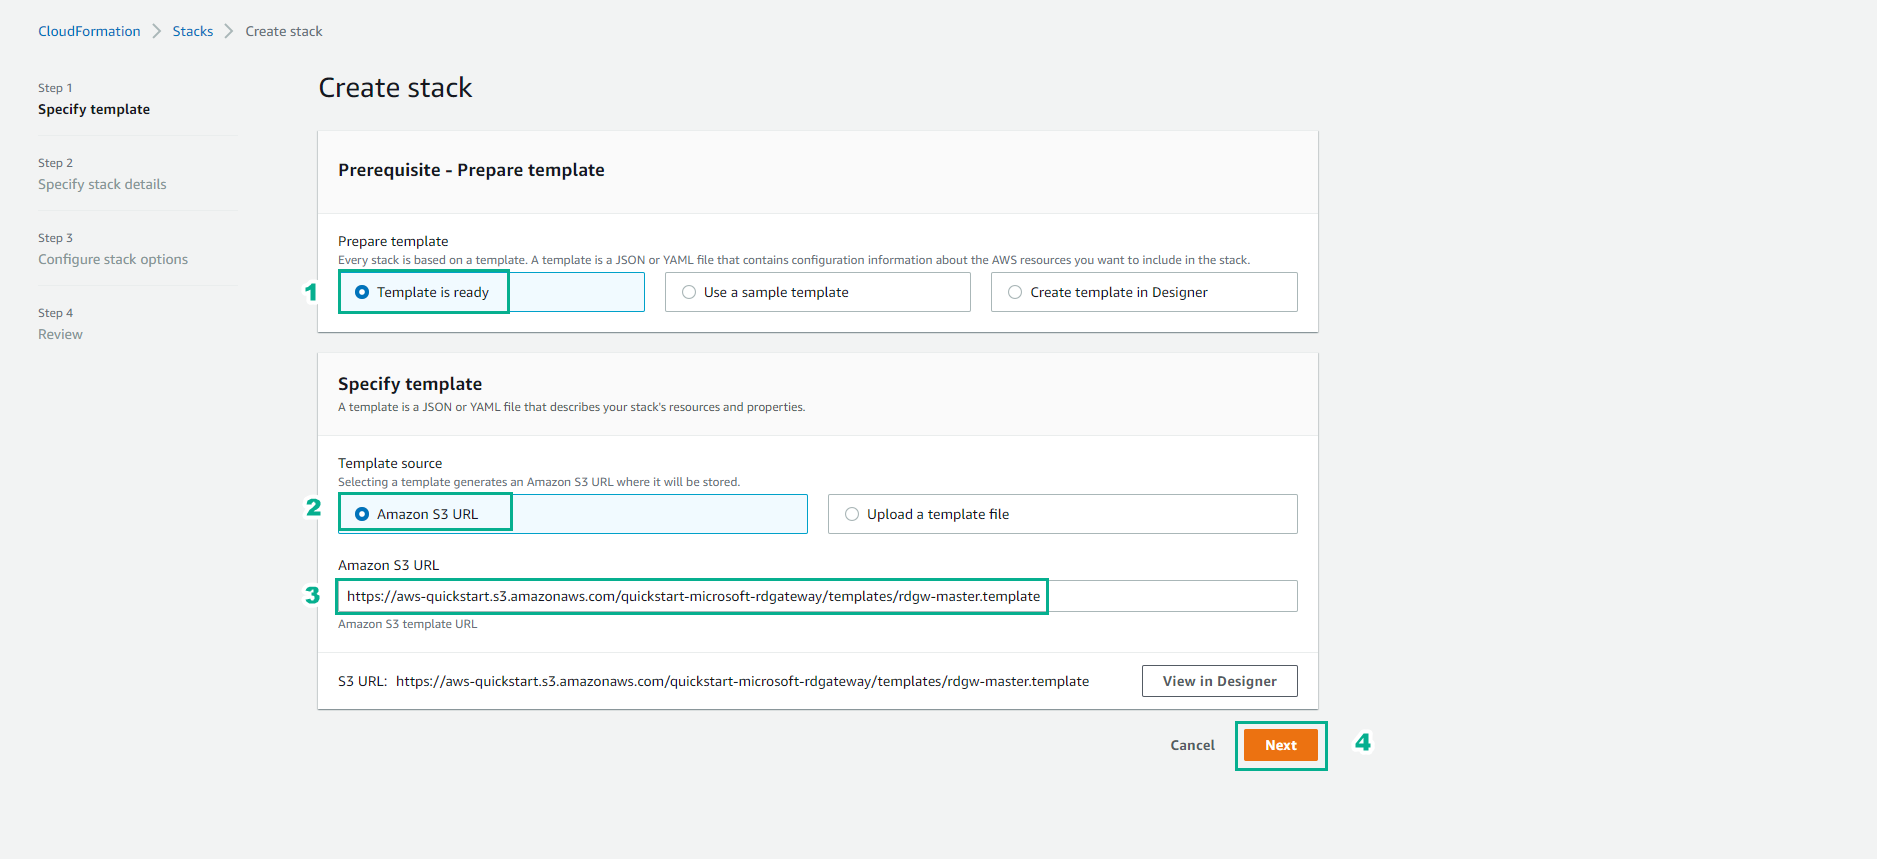 CloudFormation > Stacks > Create stack
Step 1
Specify template
Step 2
Specify stack details
Step 3
Configure stack options
Step 4
Review
Create stack
Prerequisite - Prepare template
Prepare template
Every stack is based on a template. A template is a JSON or YAML file that contains configuration information about the AWS resources you want to include in the stack.
1 Template is ready Use a sample template Create template in Designer
Specify template
A template is a JSON or YAML file that describes your stack's resources and properties.
Template source
Selecting a template generates an Amazon S3 URL where it will be stored.
2 Amazon S3 URL Upload a template file
Amazon S3 URL
3 https://aws-quickstart.s3.amazonaws.com/quickstart-microsoft-rdgateway/templates/rdgw-master.template
Amazon S3 template URL
S3 URL: https://aws-quickstart.s3.amazonaws.com/quickstart-microsoft-rdgateway/templates/rdgw-master.template View in Designer
Cancel Next 4